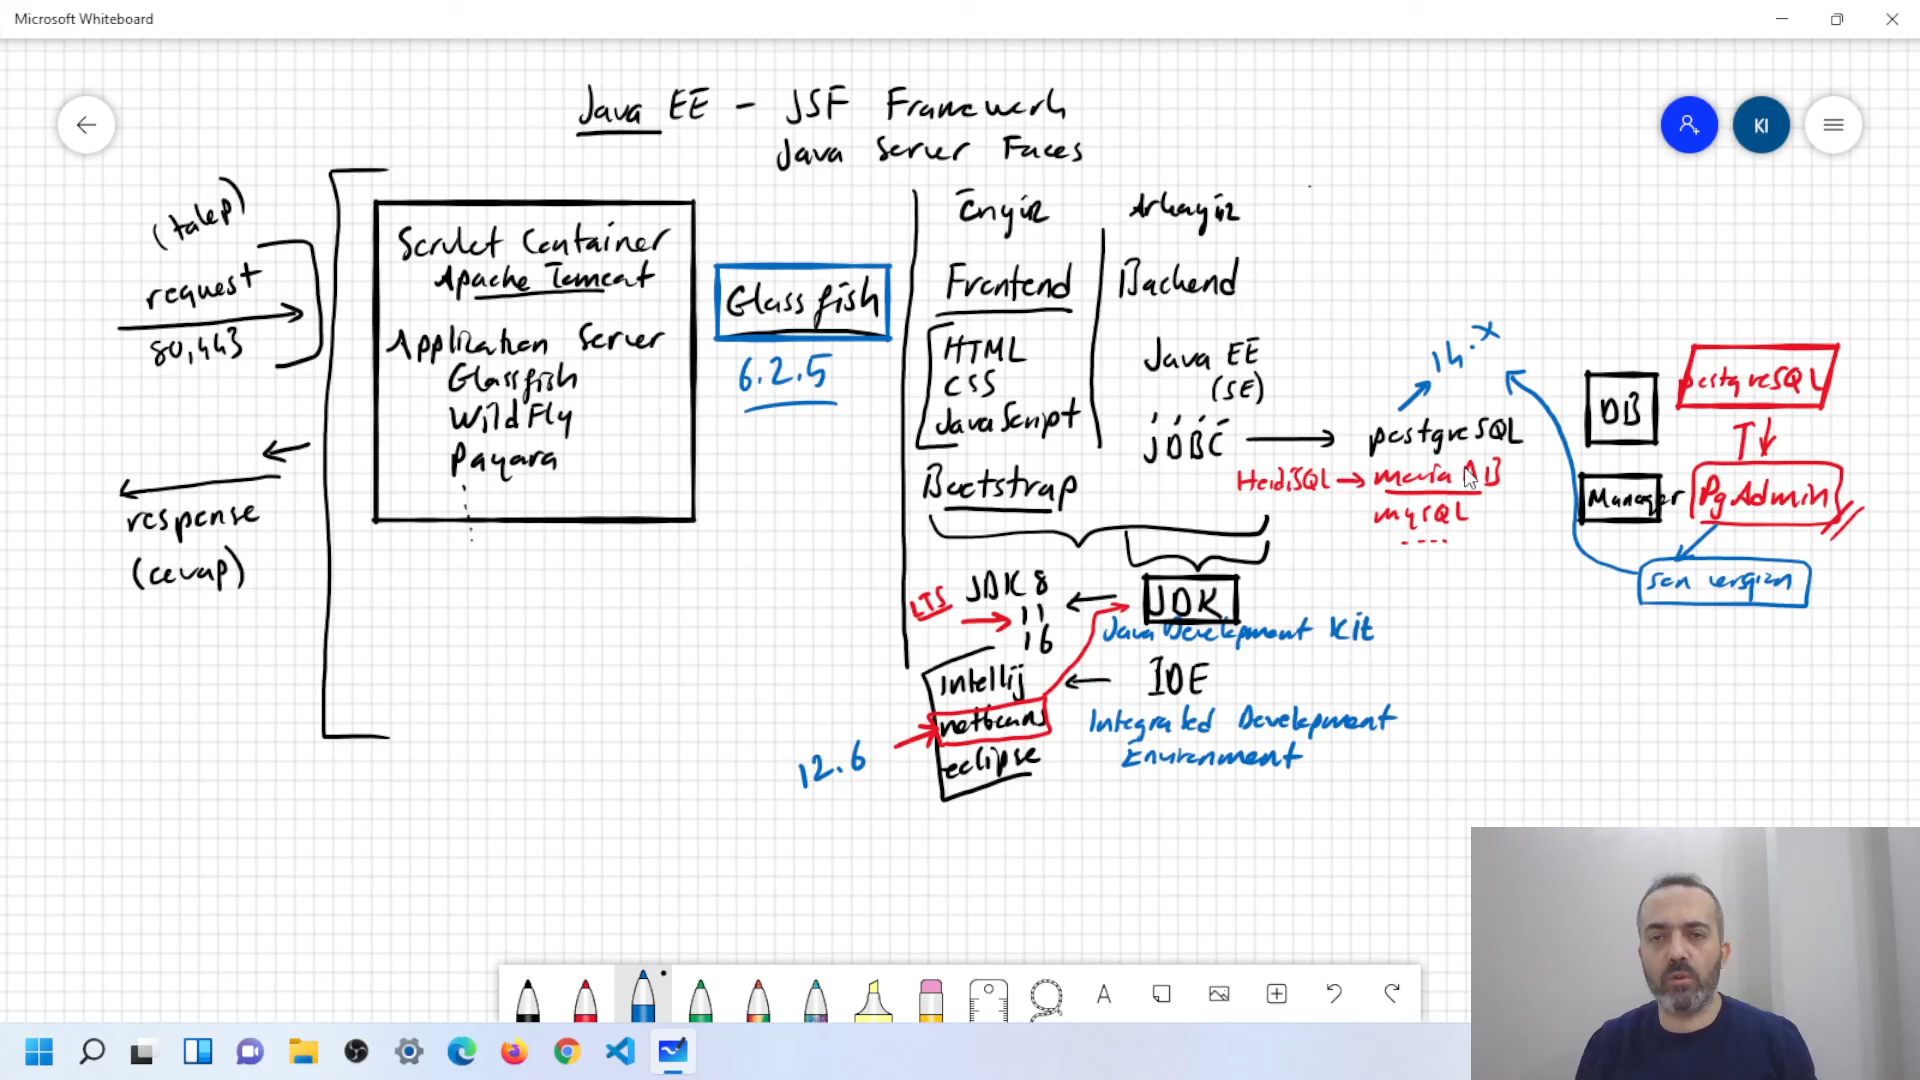 Microsoft Whiteboard
KI
Java EE - JSF Framework
Java Server Faces
(talep)
request
80,443
response
(cevap)
Servlet Container
Apache Tomcat
Application Server
Glassfish
WildFly
Payara
Glassfish
6.2.5
Önyüz
Frontend
HTML
CSS
JavaScript
Bootstrap
Arkayüz
Backend
Java EE
(SE)
JDBC
14.x
postgreSQL
HeidiSQL
maria DB
mySQL
DB
Manager
postgreSQL
PgAdmin
son versiyon
LTS
JDK 8
11
16
JDK
Java Development Kit
intellij
netbeans
eclipse
12.6
IDE
Integrated Development
Environment